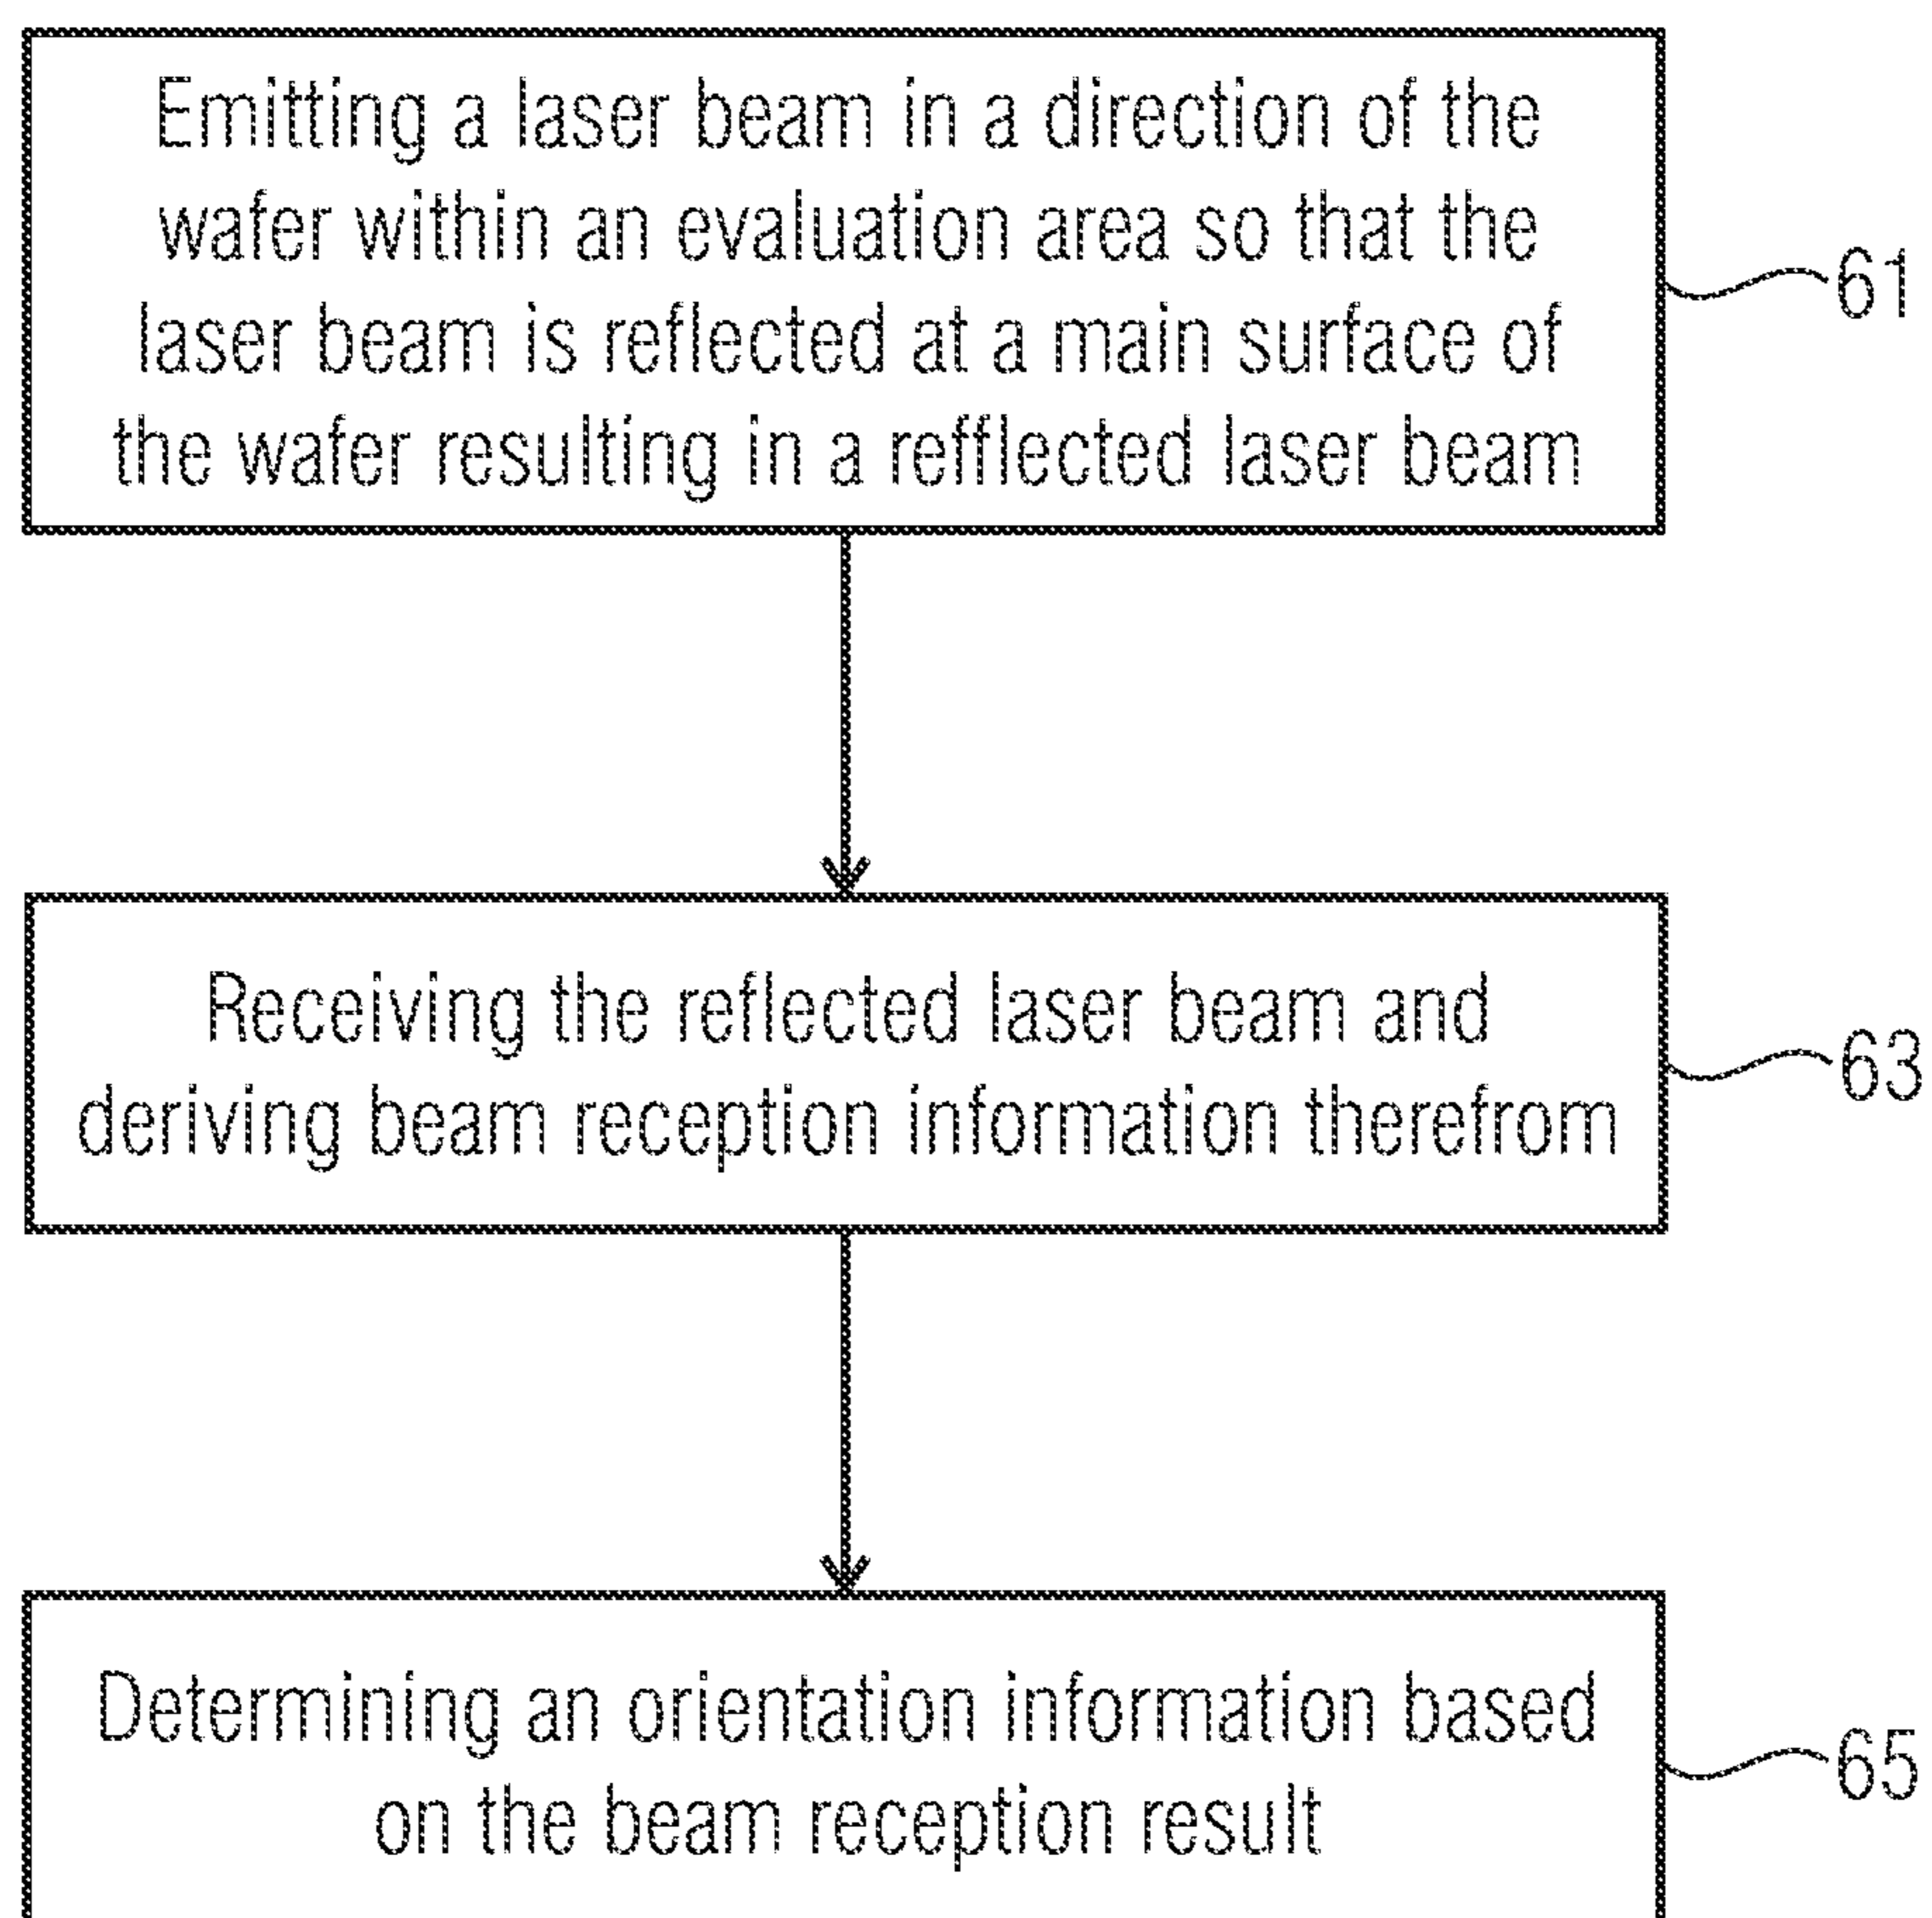 Emitting a laser beam in a direction of the
wafer within an evaluation area so that the
laser beam is reflected at a main surface of
the wafer resulting in a refflected laser beam
61
Receiving the reflected laser beam and
deriving beam reception information therefrom
63
Determining an orientation information based
on the beam reception result
65